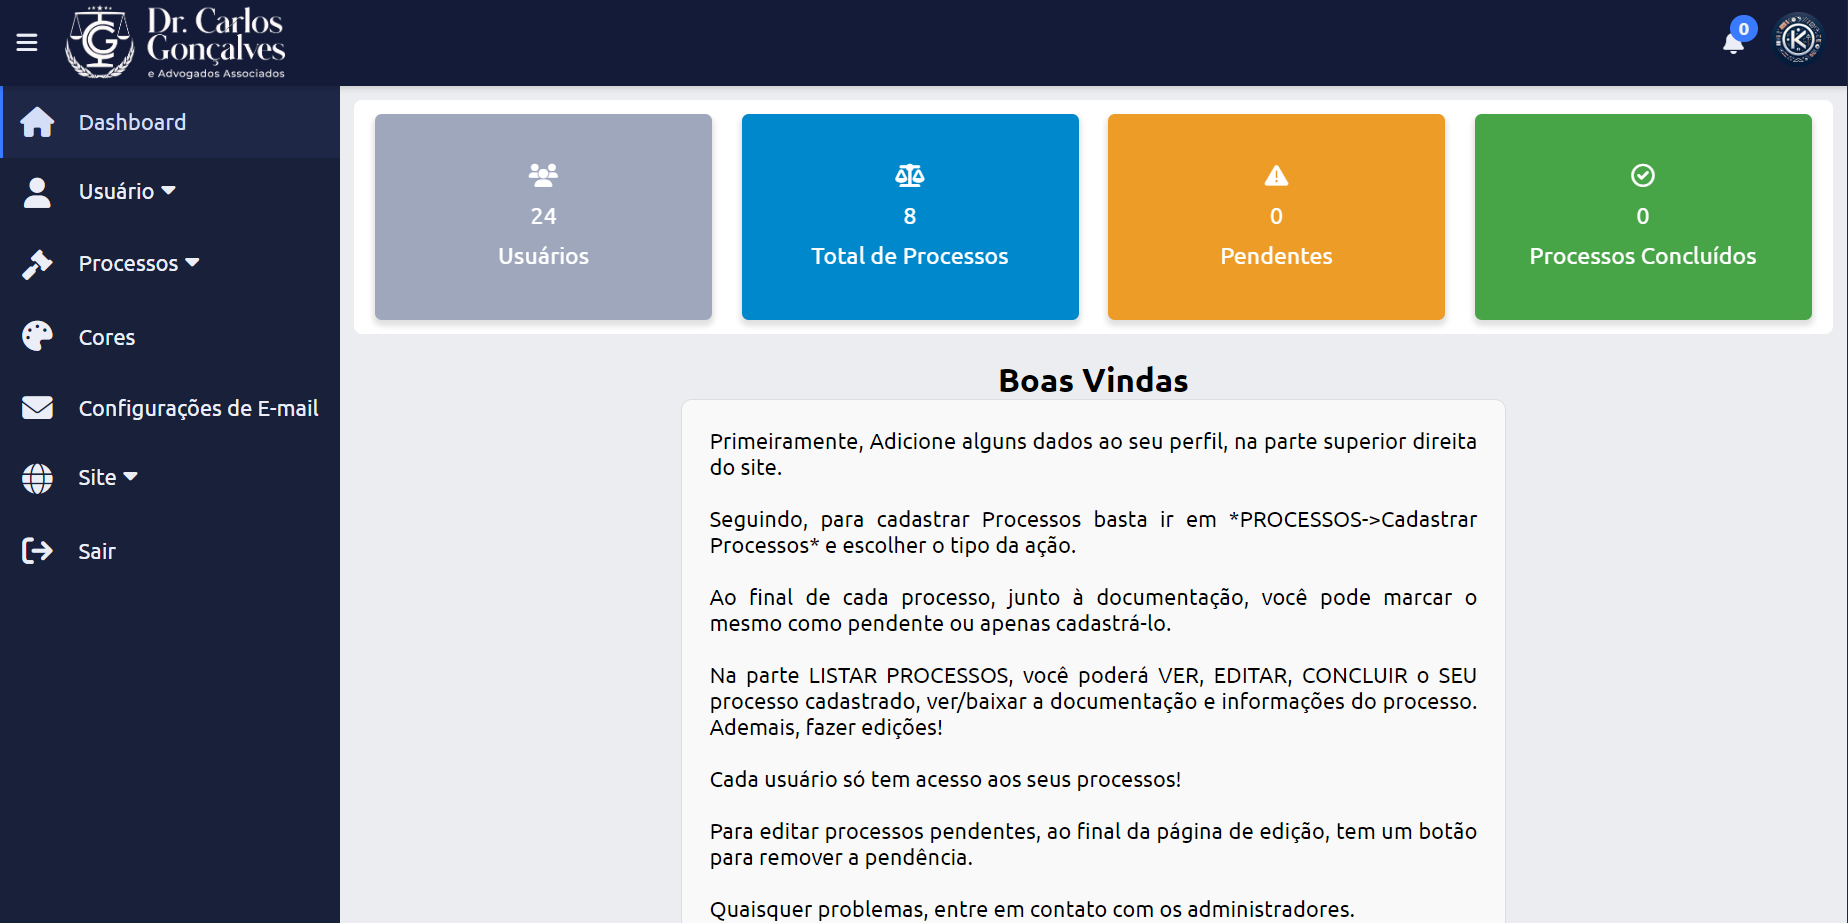 Dr. Carlos
Gonçalves
e Advogados Associados
0
Dashboard
Usuário
Processos
Cores
Configurações de E-mail
Site
Sair
24
Usuários
8
Total de Processos
0
Pendentes
0
Processos Concluídos
Boas Vindas
Primeiramente, Adicione alguns dados ao seu perfil, na parte superior direita
do site.
Seguindo, para cadastrar Processos basta ir em *PROCESSOS->Cadastrar
Processos* e escolher o tipo da ação.
Ao final de cada processo, junto à documentação, você pode marcar o
mesmo como pendente ou apenas cadastrá-lo.
Na parte LISTAR PROCESSOS, você poderá VER, EDITAR, CONCLUIR o SEU
processo cadastrado, ver/baixar a documentação e informações do processo.
Ademais, fazer edições!
Cada usuário só tem acesso aos seus processos!
Para editar processos pendentes, ao final da página de edição, tem um botão
para remover a pendência.
Quaisquer problemas, entre em contato com os administradores.